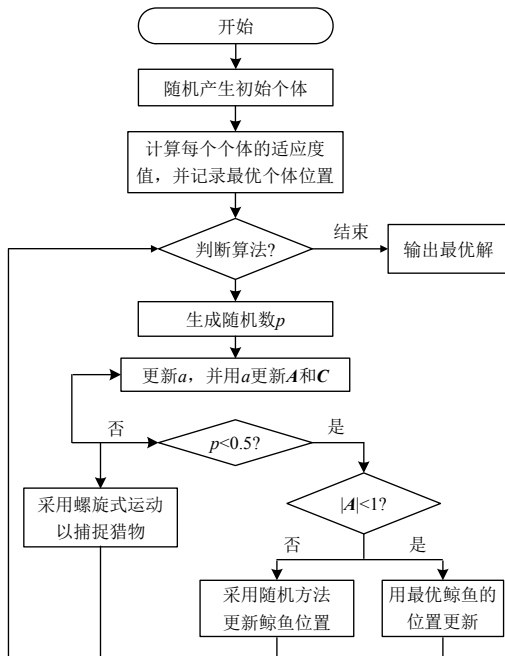 开始
随机产生初始个体
计算每个个体的适应度
值，并记录最优个体位置
判断算法?
结束
输出最优解
生成随机数p
更新a，并用a更新A和C
否
p<0.5?
是
采用螺旋式运动
以捕捉猎物
|A|<1?
否
是
采用随机方法
更新鲸鱼位置
用最优鲸鱼的
位置更新